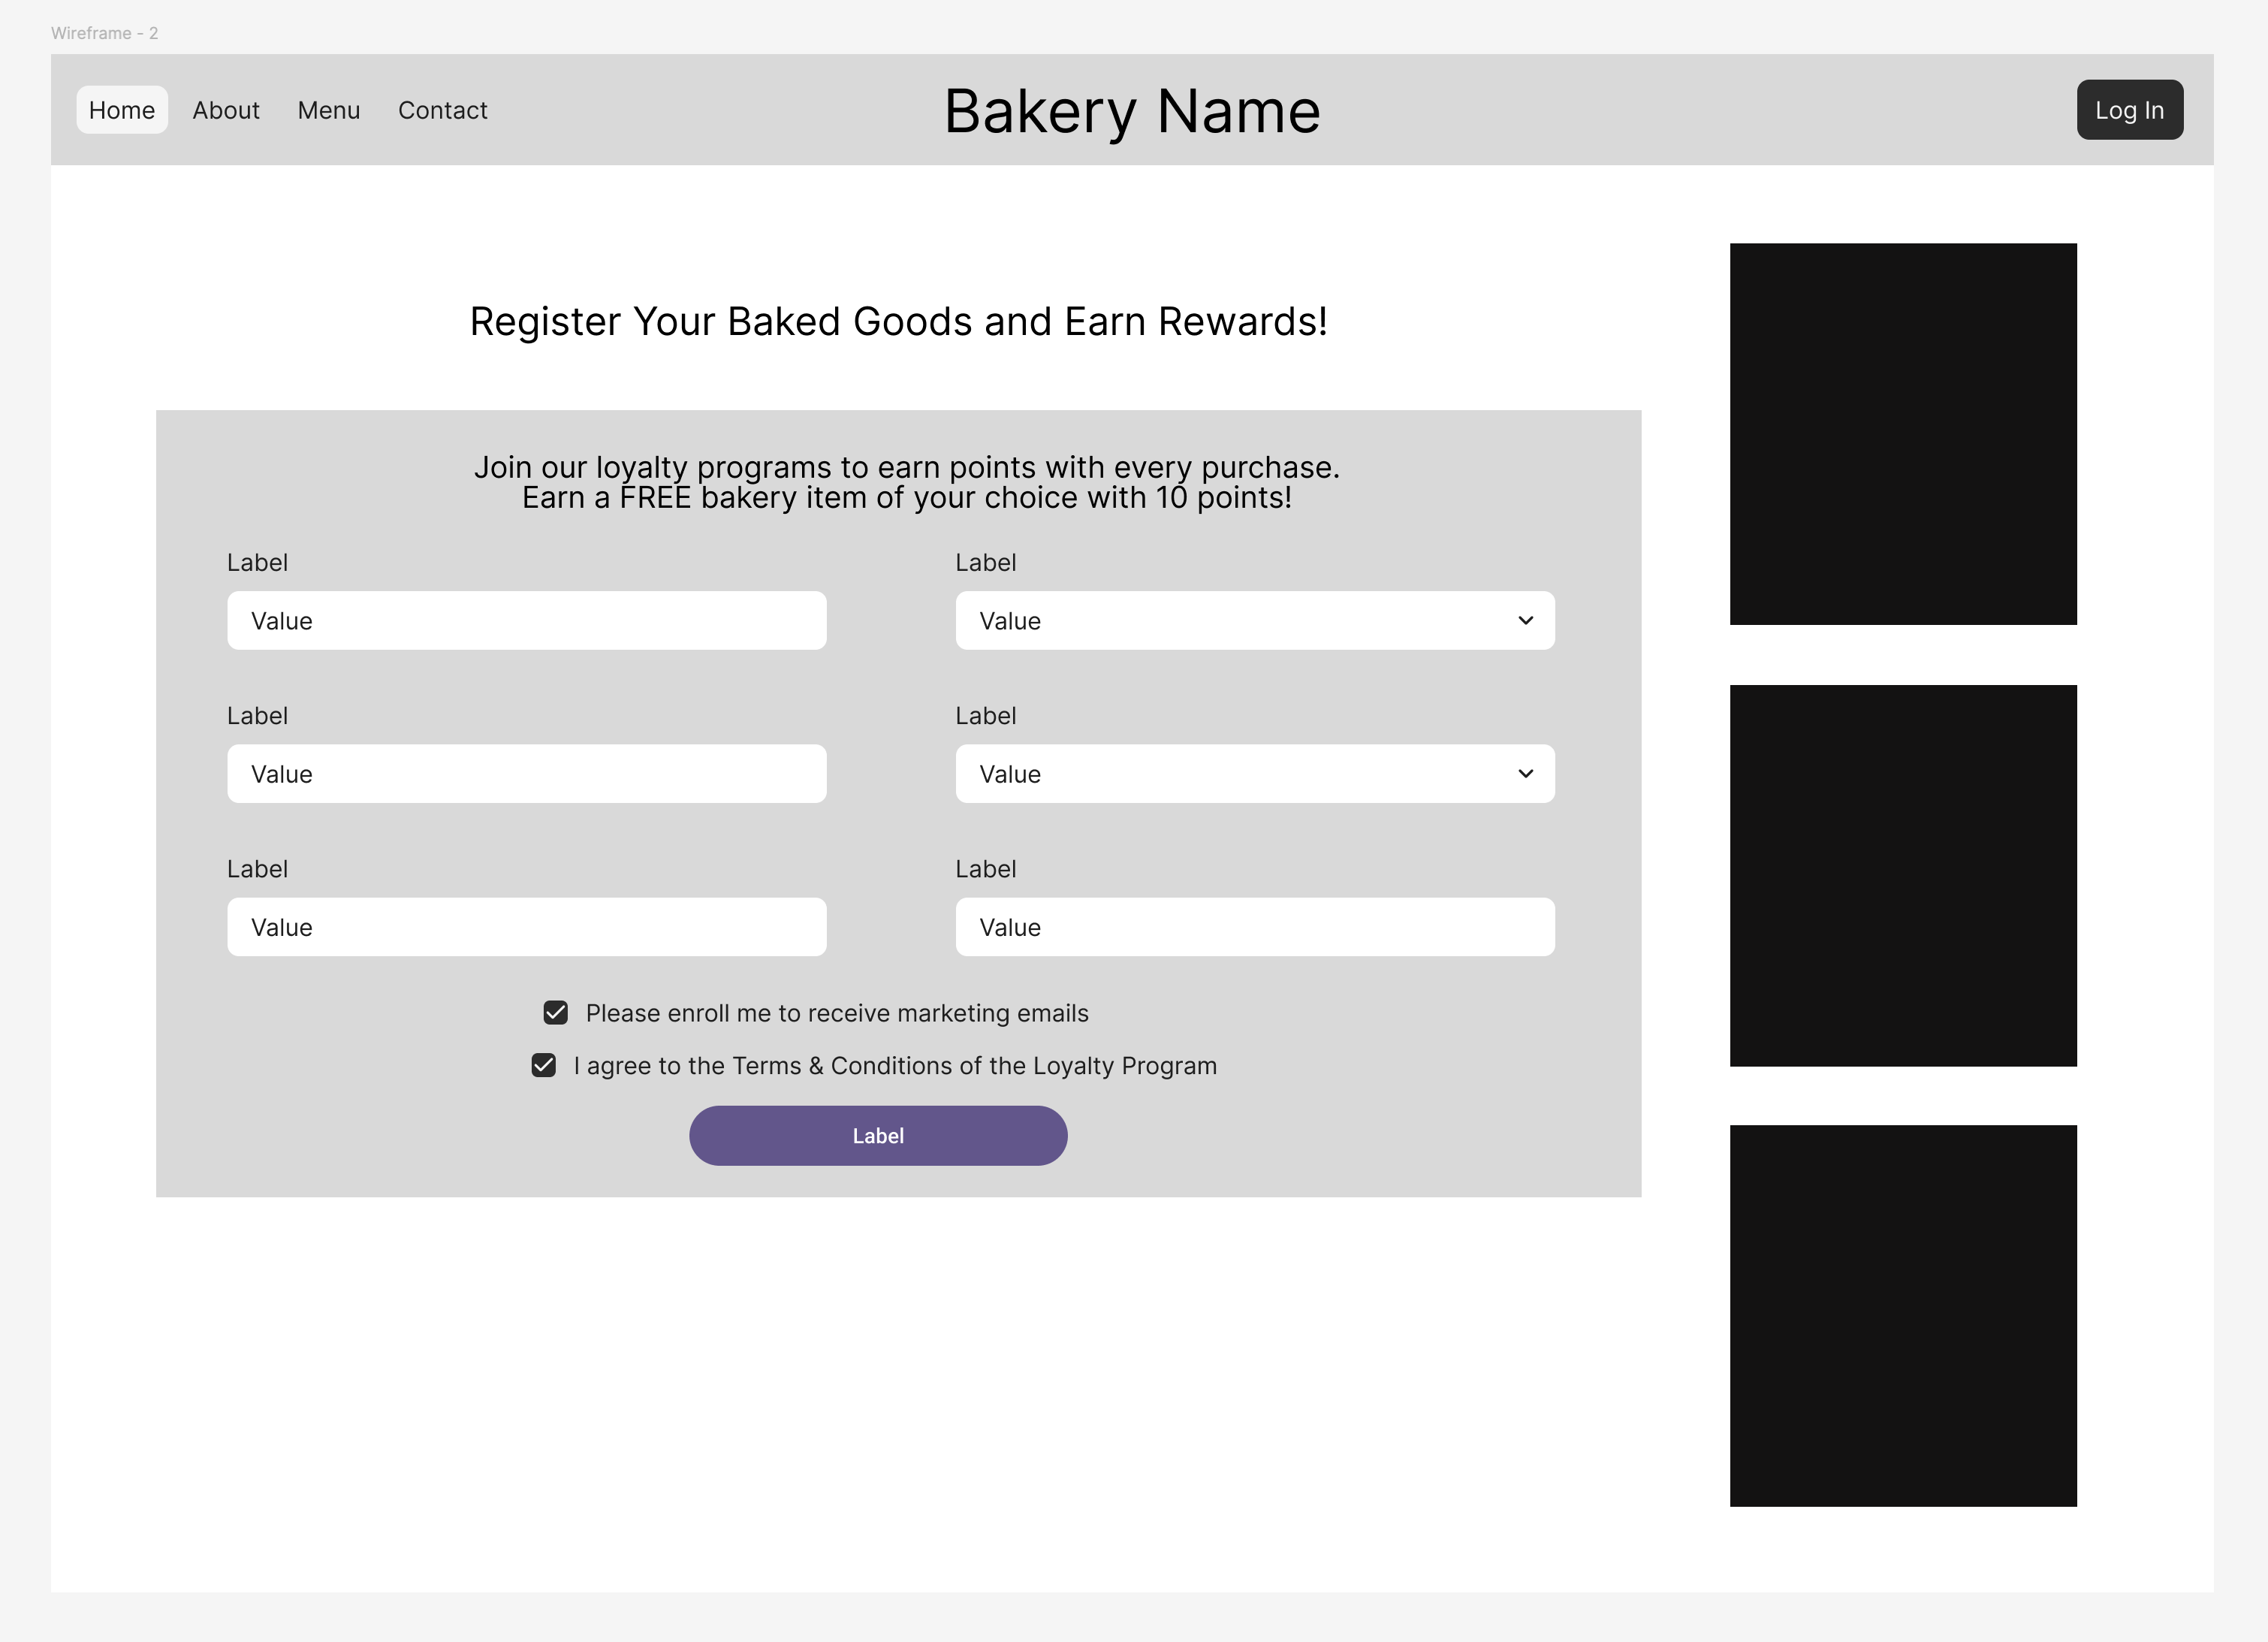 Wireframe - 2
Home About Menu Contact
Bakery Name
Log In
Register Your Baked Goods and Earn Rewards!
Join our loyalty programs to earn points with every purchase.
Earn a FREE bakery item of your choice with 10 points!
Label
Label
Value
Value
Label
Label
Value
Value
Label
Label
Value
Value
Please enroll me to receive marketing emails
I agree to the Terms & Conditions of the Loyalty Program
Label